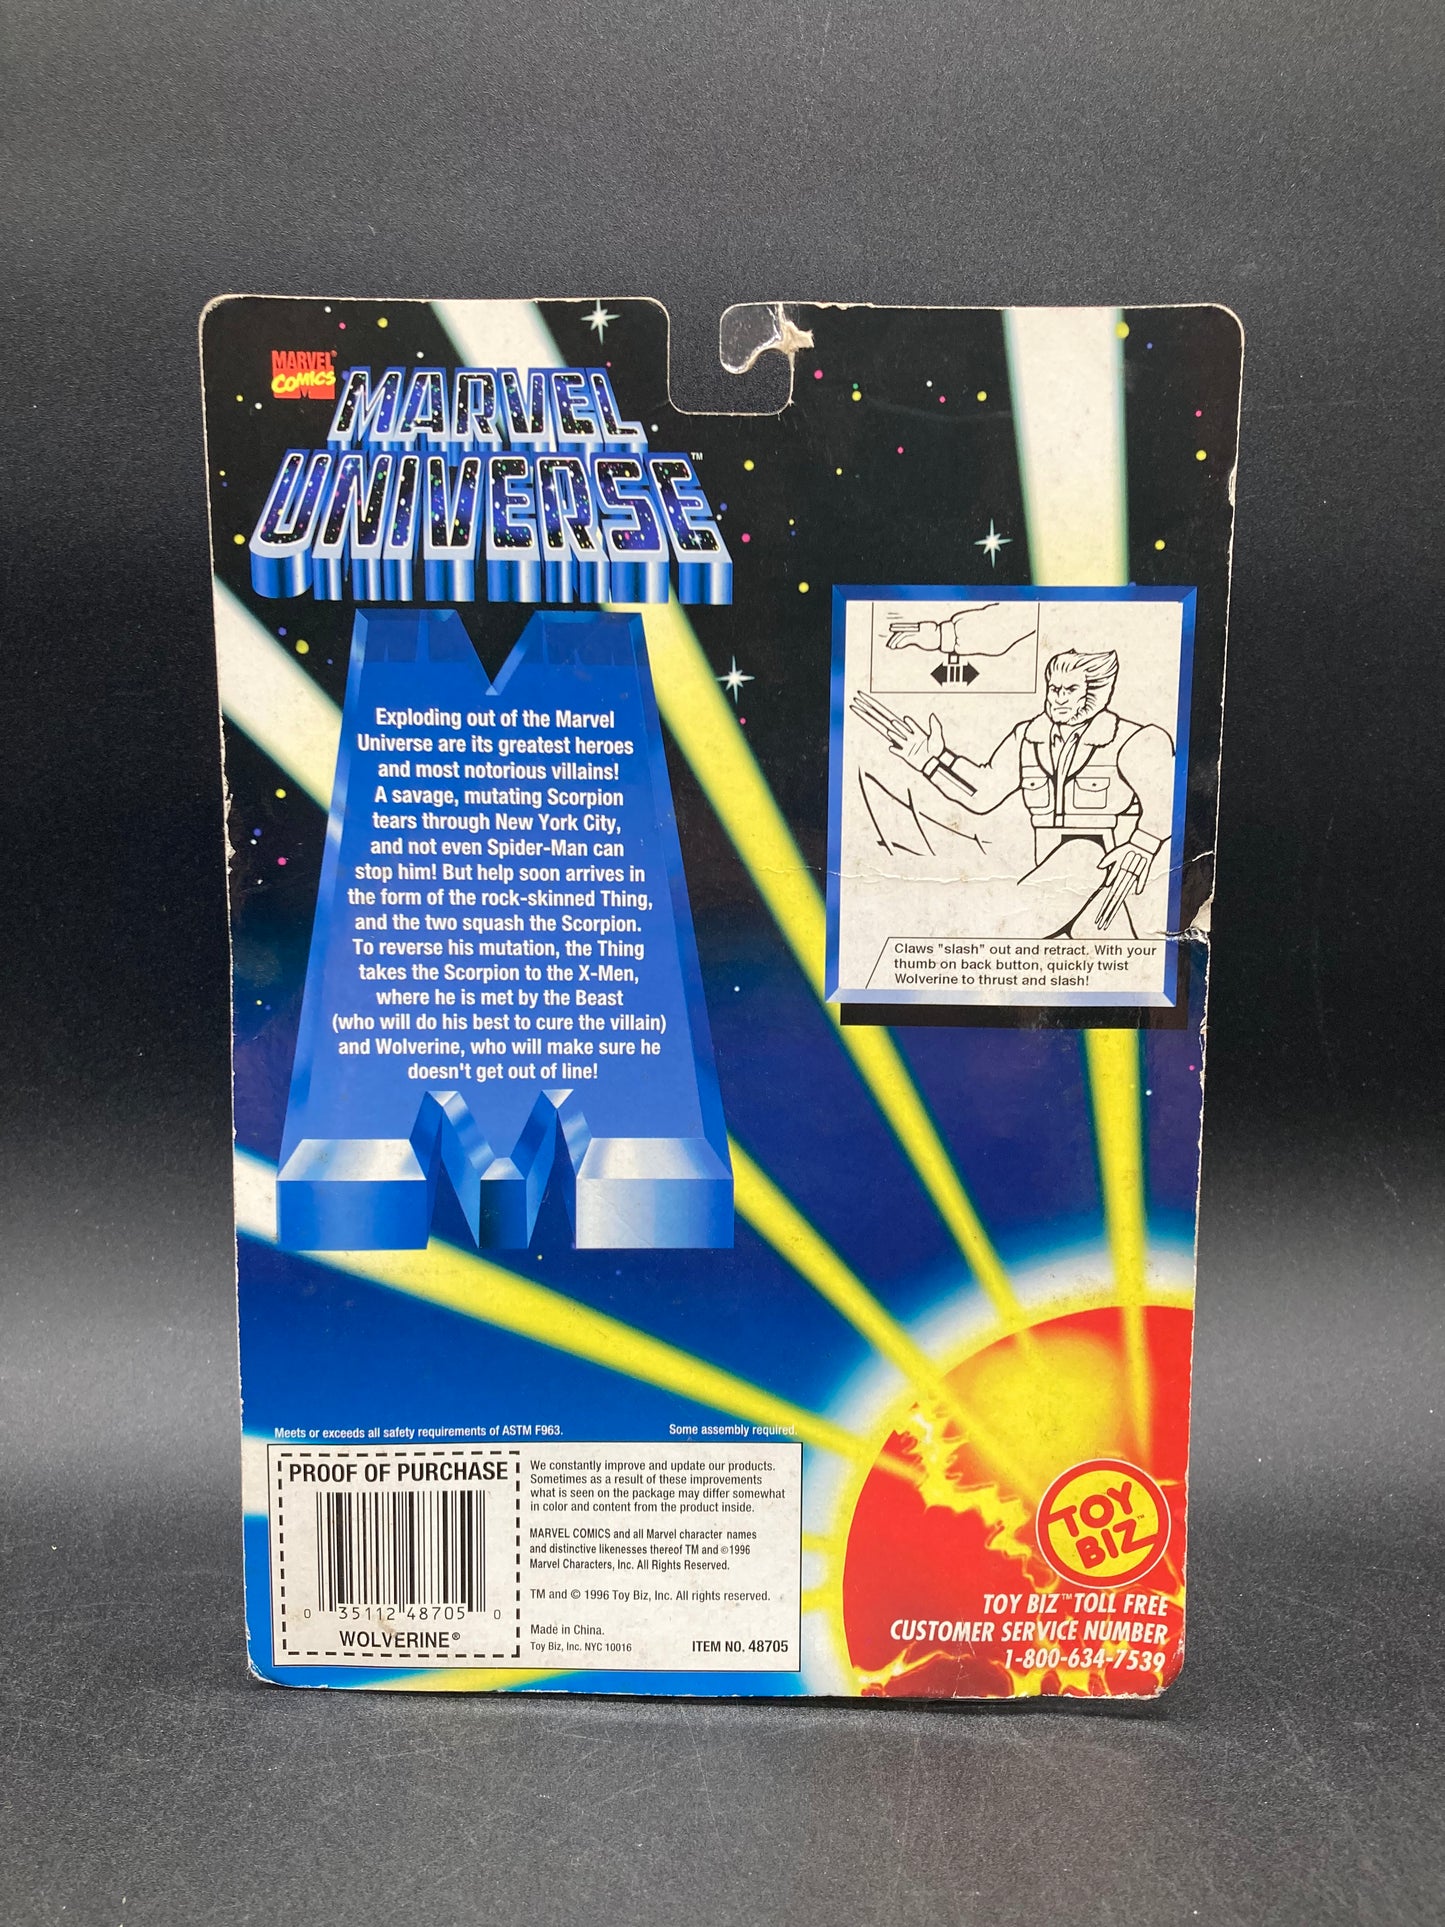 MARVEL
COMICS
MARVEL
UNIVERSE™
Exploding out of the Marvel
Universe are its greatest heroes
and most notorious villains!
A savage, mutating Scorpion
tears through New York City,
and not even Spider-Man can
stop him! But help soon arrives in
the form of the rock-skinned Thing,
and the two squash the Scorpion.
To reverse his mutation, the Thing
takes the Scorpion to the X-Men,
where he is met by the Beast
(who will do his best to cure the villain)
and Wolverine, who will make sure he
doesn't get out of line!
Claws "slash" out and retract. With your
thumb on back button, quickly twist
Wolverine to thrust and slash!
Meets or exceeds all safety requirements of ASTM F963.
Some assembly required.
PROOF OF PURCHASE
0 35112 48705 0
WOLVERINE®
We constantly improve and update our products.
Sometimes as a result of these improvements
what is seen on the package may differ somewhat
in color and content from the product inside.
MARVEL COMICS and all Marvel character names
and distinctive likenesses thereof TM and ©1996
Marvel Characters, Inc. All Rights Reserved.
TM and © 1996 Toy Biz, Inc. All rights reserved.
Made in China.
Toy Biz, Inc. NYC 10016
ITEM NO. 48705
TOY
BIZ™
TOY BIZ™ TOLL FREE
CUSTOMER SERVICE NUMBER
1-800-634-7539